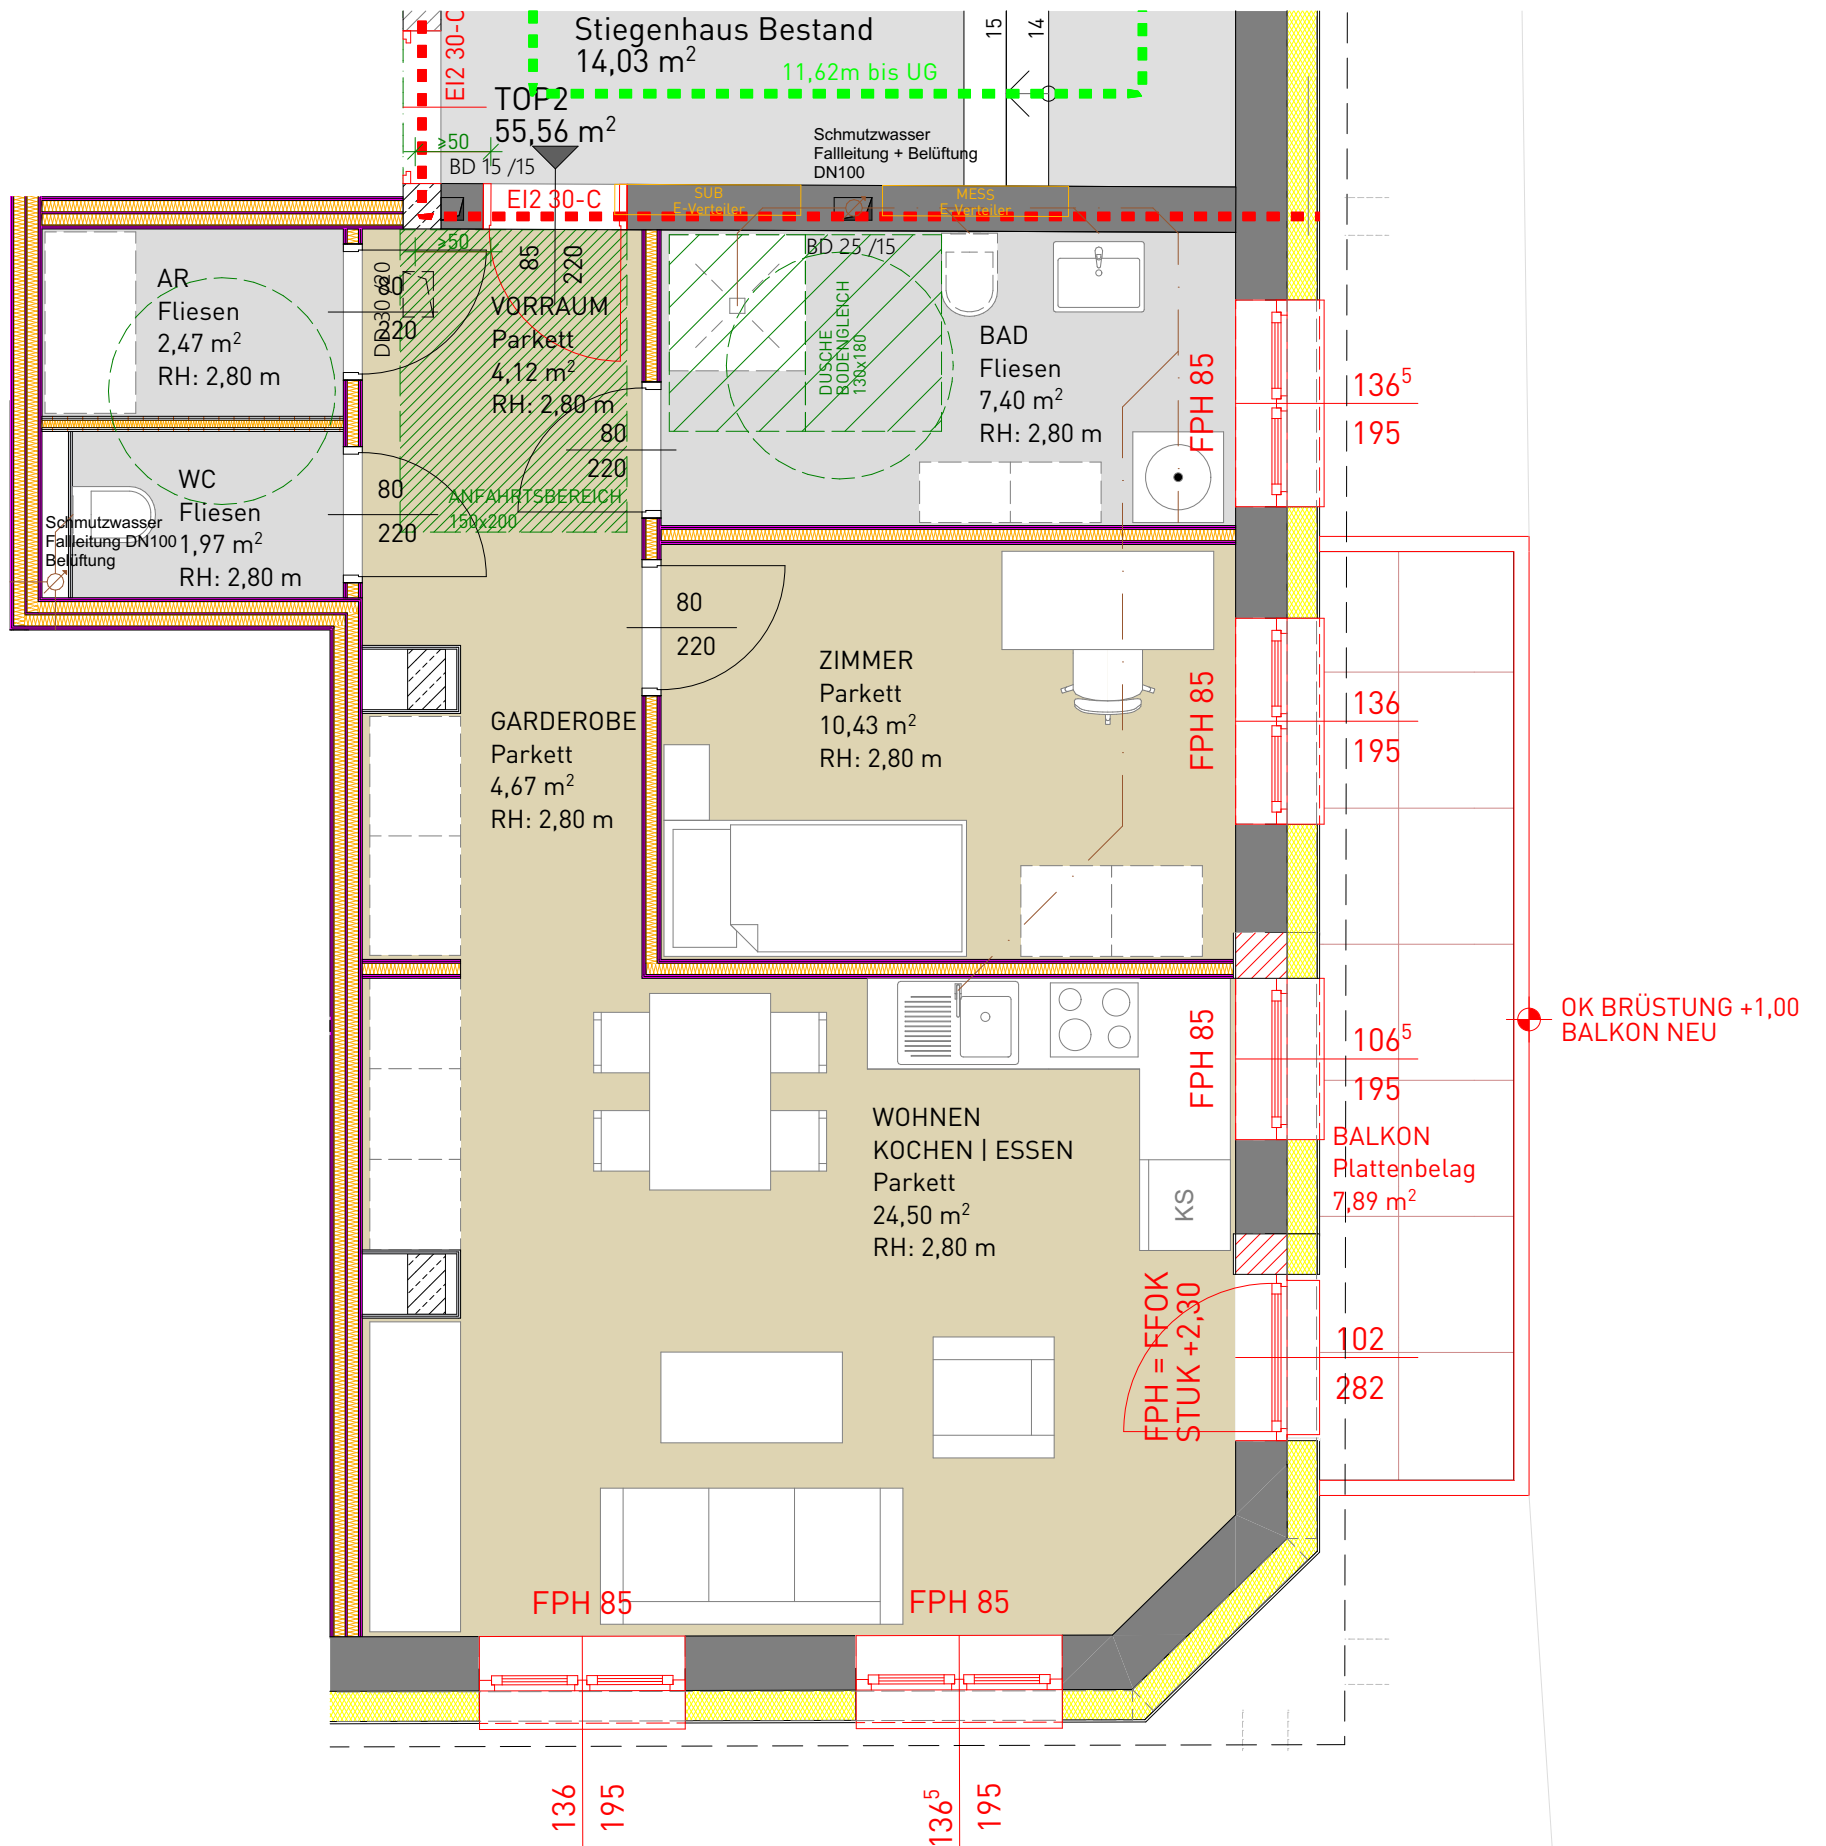 Stiegenhaus Bestand
14,03 m²
15
14
EI2 30-C
11,62m bis UG
TOP2
55,56 m²
≥50
BD 15 /15
Schmutzwasser
Fallleitung + Belüftung
DN100
EI2 30-C
SUB
E-Verteiler
MESS
E-Verteiler
≥50
85
220
BD 25 /15
AR
Fliesen
2,47 m²
RH: 2,80 m
DD 30 /20
80
220
VORRAUM
Parkett
4,12 m²
RH: 2,80 m
DUSCHE
BODENGLEICH
130x180
BAD
Fliesen
7,40 m²
RH: 2,80 m
FPH 85
136⁵
195
80
220
WC
Fliesen
1,97 m²
RH: 2,80 m
Schmutzwasser
Fallleitung DN100
Belüftung
80
220
ANFAHRTSBEREICH
150x200
80
220
ZIMMER
Parkett
10,43 m²
RH: 2,80 m
FPH 85
136
195
GARDEROBE
Parkett
4,67 m²
RH: 2,80 m
OK BRÜSTUNG +1,00
BALKON NEU
FPH 85
106⁵
195
WOHNEN
KOCHEN | ESSEN
Parkett
24,50 m²
RH: 2,80 m
KS
BALKON
Plattenbelag
7,89 m²
FPH = FFOK
STUK +2,30
102
282
FPH 85
FPH 85
136
195
136⁵
195